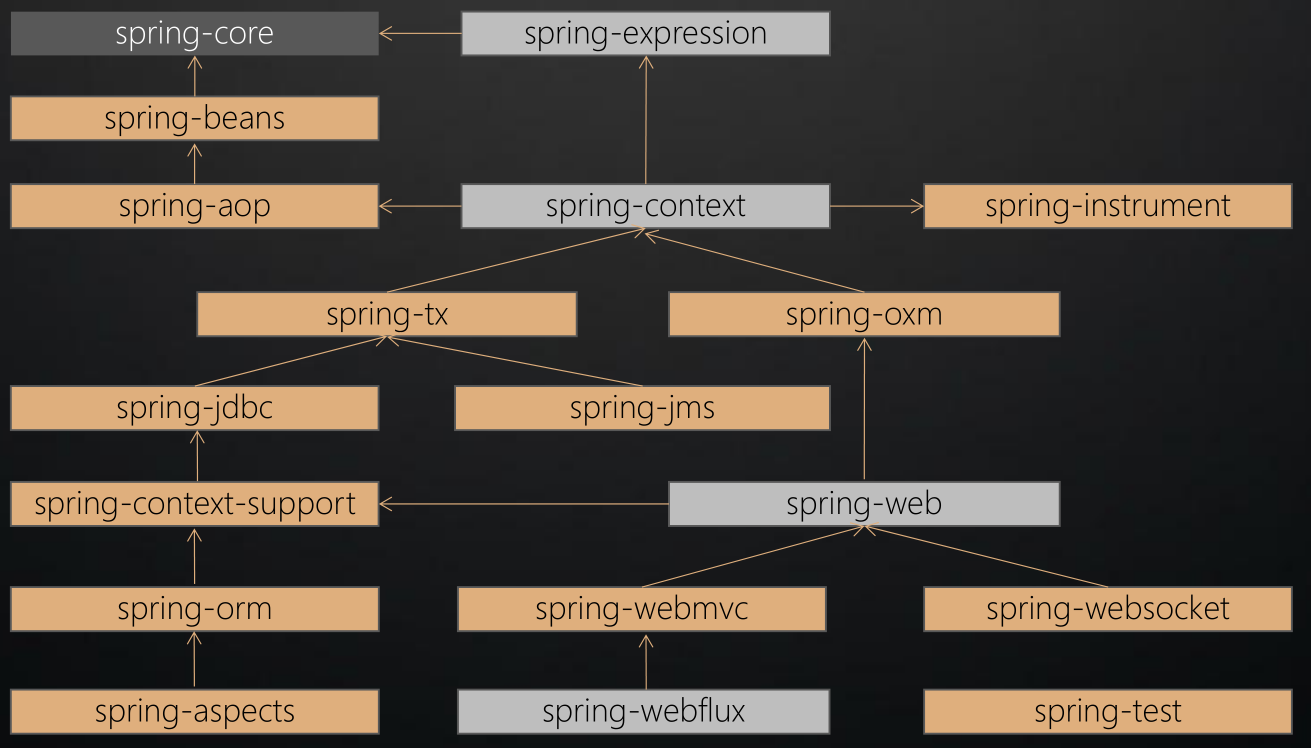 spring-core
spring-expression
spring-beans
spring-aop
spring-context
spring-instrument
spring-tx
spring-oxm
spring-jdbc
spring-jms
spring-context-support
spring-web
spring-orm
spring-webmvc
spring-websocket
spring-aspects
spring-webflux
spring-test